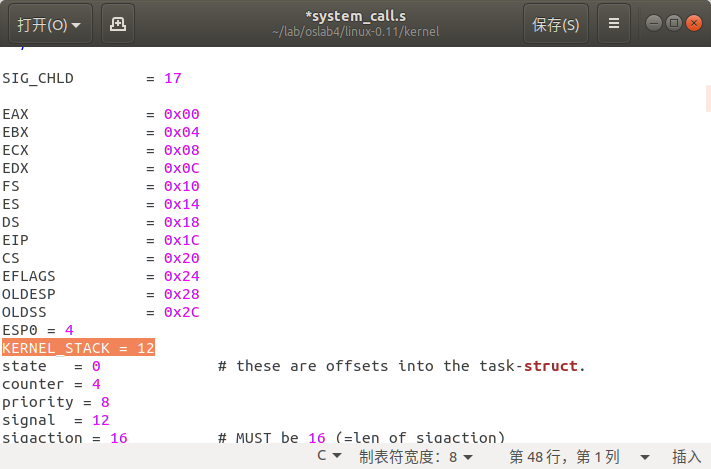 打开(O)
*system_call.s
~/lab/oslab4/linux-0.11/kernel
保存(S)
SIG_CHLD = 17
EAX = 0x00
EBX = 0x04
ECX = 0x08
EDX = 0x0C
FS = 0x10
ES = 0x14
DS = 0x18
EIP = 0x1C
CS = 0x20
EFLAGS = 0x24
OLDESP = 0x28
OLDSS = 0x2C
ESP0 = 4
KERNEL_STACK = 12
state = 0 # these are offsets into the task-struct.
counter = 4
priority = 8
signal = 12
sigaction = 16 # MUST be 16 (=len of sigaction)
C 制表符宽度：8 第 48 行，第 1 列 插入